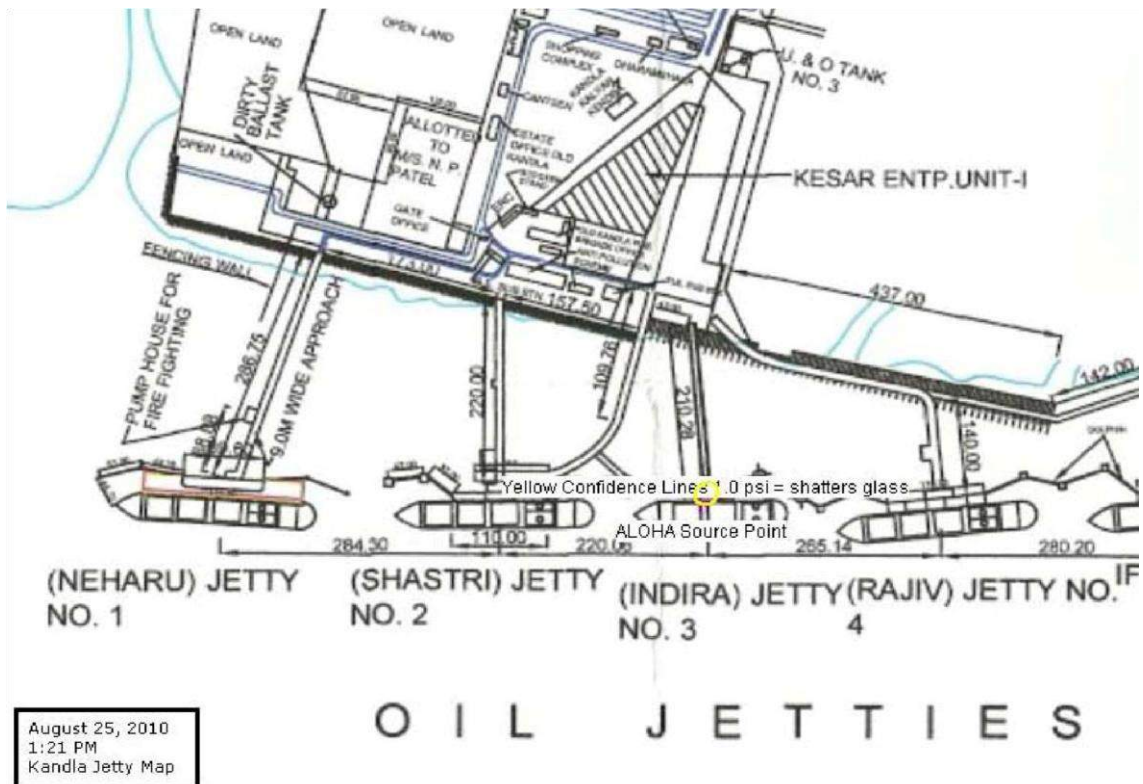 OPEN LAND
OPEN LAND
SHOPPING
COMPLEX
U. & O TANK
NO. 3
DIRTY
BALLAST
TANK
CANTEEN
KANDLA
ALLOTTED
TO
M/S. N. P.
PATEL
ESTATE
OFFICE OLD
KANDLA
OPEN LAND
KESAR ENTP.UNIT-I
GATE
OFFICE
FENCING WALL
157.50
437.00
142.00
PUMP HOUSE FOR
FIRE FIGHTING
286.75
9.0M WIDE APPROACH
220.00
109.76
210.28
140.00
DOLPHIN
Yellow Confidence Lines 1.0 psi = shatters glass
ALOHA Source Point
284.30
110.00
220.06
265.14
280.20
(NEHARU) JETTY
NO. 1
(SHASTRI) JETTY
NO. 2
(INDIRA) JETTY
NO. 3
(RAJIV) JETTY NO.
4
IF
OIL JETTIES
August 25, 2010
1:21 PM
Kandla Jetty Map